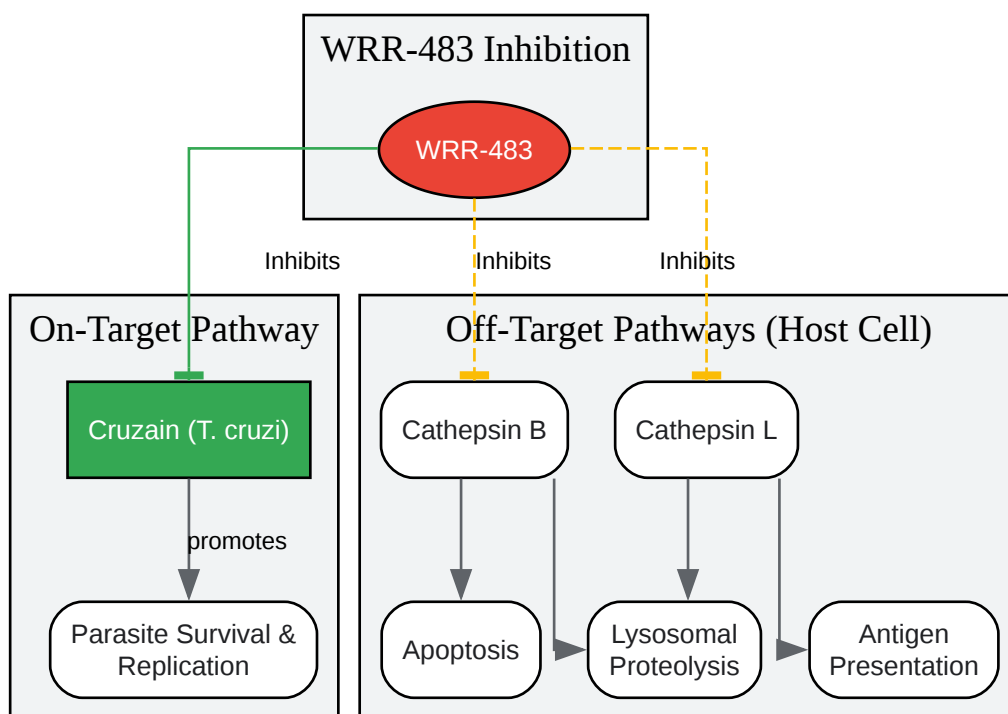 WRR-483 Inhibition
WRR-483
Inhibits
Inhibits
Inhibits
On-Target Pathway
Off-Target Pathways (Host Cell)
Cruzain (T. cruzi)
Cathepsin B
Cathepsin L
promotes
Parasite Survival &
Replication
Apoptosis
Lysosomal
Proteolysis
Antigen
Presentation